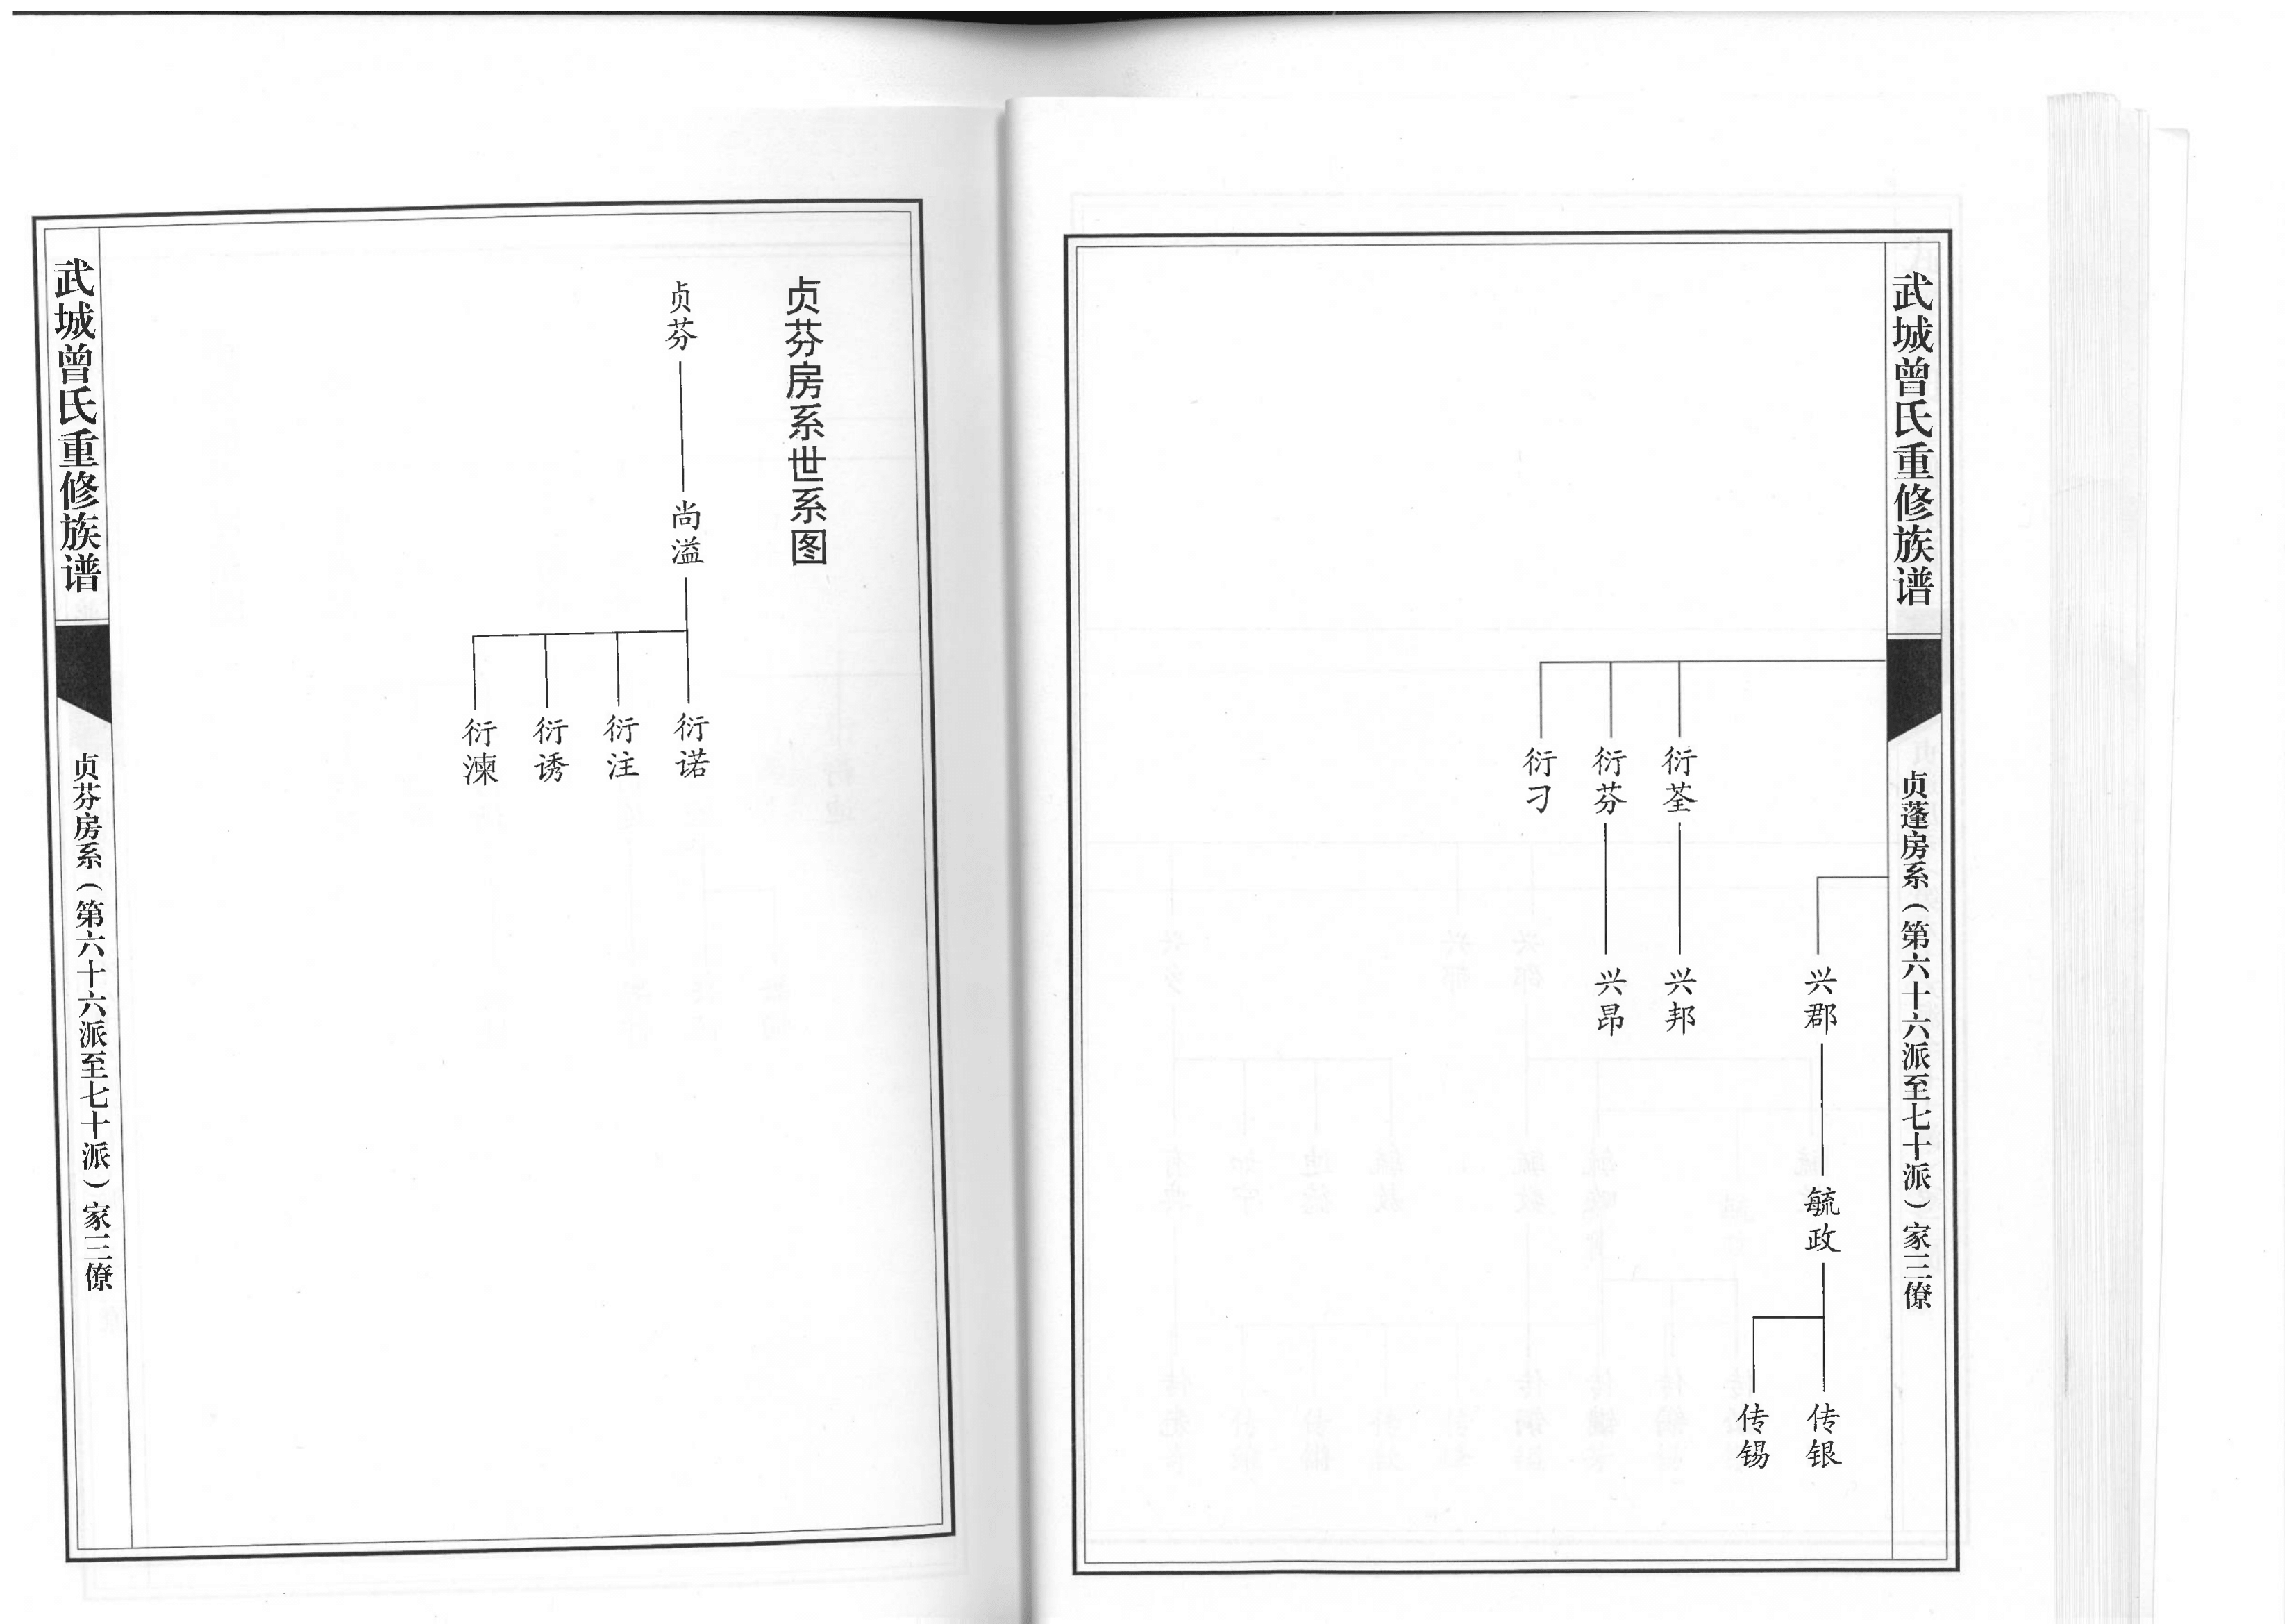 武城曾氏重修族谱
贞蓬房系（第六十六派至七十派）家三僚
兴郡
毓政
传银
传锡
衍荃
兴邦
衍芬
兴昂
衍刁
贞芬房系世系图
贞芬
尚溢
衍诺
衍注
衍诱
衍涑
武城曾氏重修族谱
贞芬房系（第六十六派至七十派）家三僚